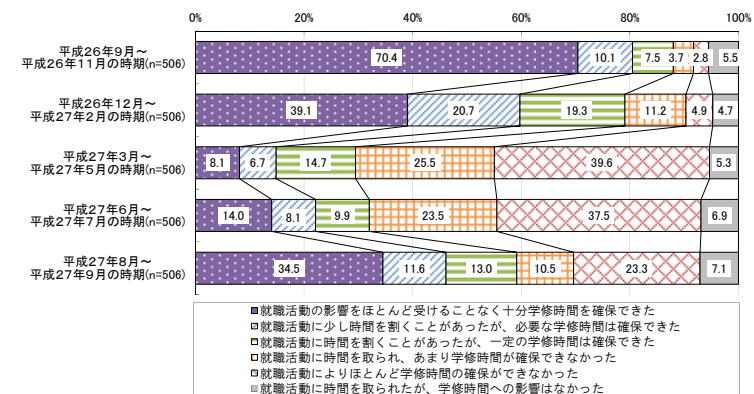 0% 20% 40% 60% 80% 100%
平成26年9月～
平成26年11月の時期(n=506)
70.4 10.1 7.5 3.7 2.8 5.5
平成26年12月～
平成27年2月の時期(n=506)
39.1 20.7 19.3 11.2 4.9 4.7
平成27年3月～
平成27年5月の時期(n=506)
8.1 6.7 14.7 25.5 39.6 5.3
平成27年6月～
平成27年7月の時期(n=506)
14.0 8.1 9.9 23.5 37.5 6.9
平成27年8月～
平成27年9月の時期(n=506)
34.5 11.6 13.0 10.5 23.3 7.1
就職活動の影響をほとんど受けることなく十分学修時間を確保できた
就職活動に少し時間を割くことがあったが、必要な学修時間は確保できた
就職活動に時間を割くことがあったが、一定の学修時間は確保できた
就職活動に時間を取られ、あまり学修時間が確保できなかった
就職活動によりほとんど学修時間の確保ができなかった
就職活動に時間を取られたが、学修時間への影響はなかった